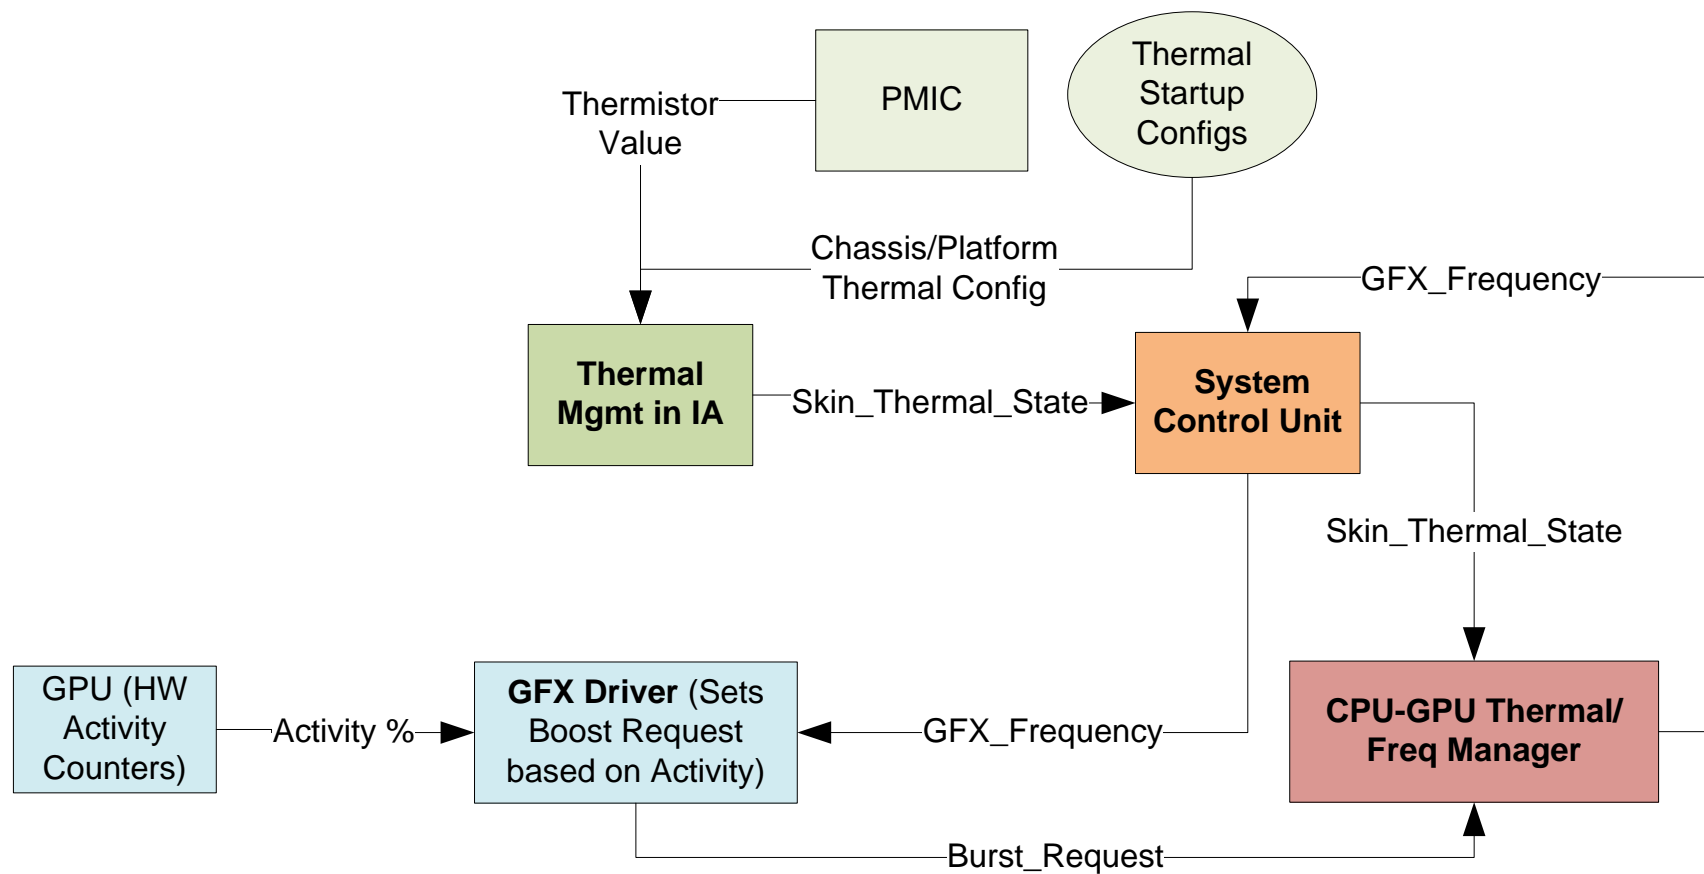 Thermal
Startup
Configs
PMIC
Thermistor
Value
Chassis/Platform
Thermal Config
GFX_Frequency
Thermal
Mgmt in IA
Skin_Thermal_State
System
Control Unit
Skin_Thermal_State
GPU (HW
Activity
Counters)
Activity %
GFX Driver (Sets
Boost Request
based on Activity)
GFX_Frequency
CPU-GPU Thermal/
Freq Manager
Burst_Request